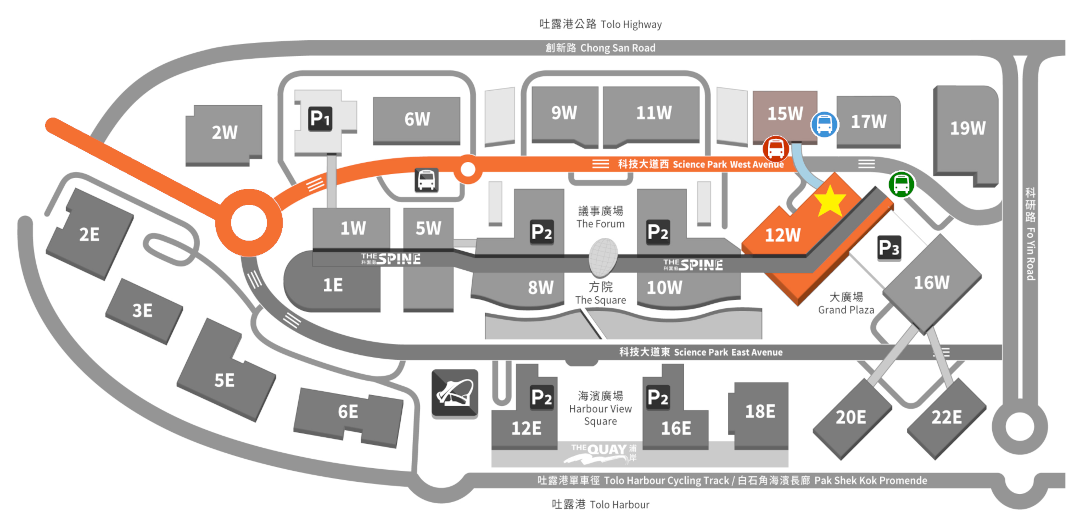 吐露港公路 Tolo Highway
創新路 Chong San Road
P1
2W
6W
9W
11W
15W
17W
19W
科技大道西 Science Park West Avenue
科研路 Fo Yin Road
2E
1W
5W
P2
議事廣場
The Forum
P2
12W
P3
THE SPINE
THE SPINE
1E
8W
方院
The Square
10W
大廣場
Grand Plaza
16W
3E
科技大道東 Science Park East Avenue
5E
6E
P2
海濱廣場
Harbour View
Square
P2
12E
16E
18E
20E
22E
THE QUAY
吐露港單車徑 Tolo Harbour Cycling Track / 白石角海濱長廊 Pak Shek Kok Promende
吐露港 Tolo Harbour